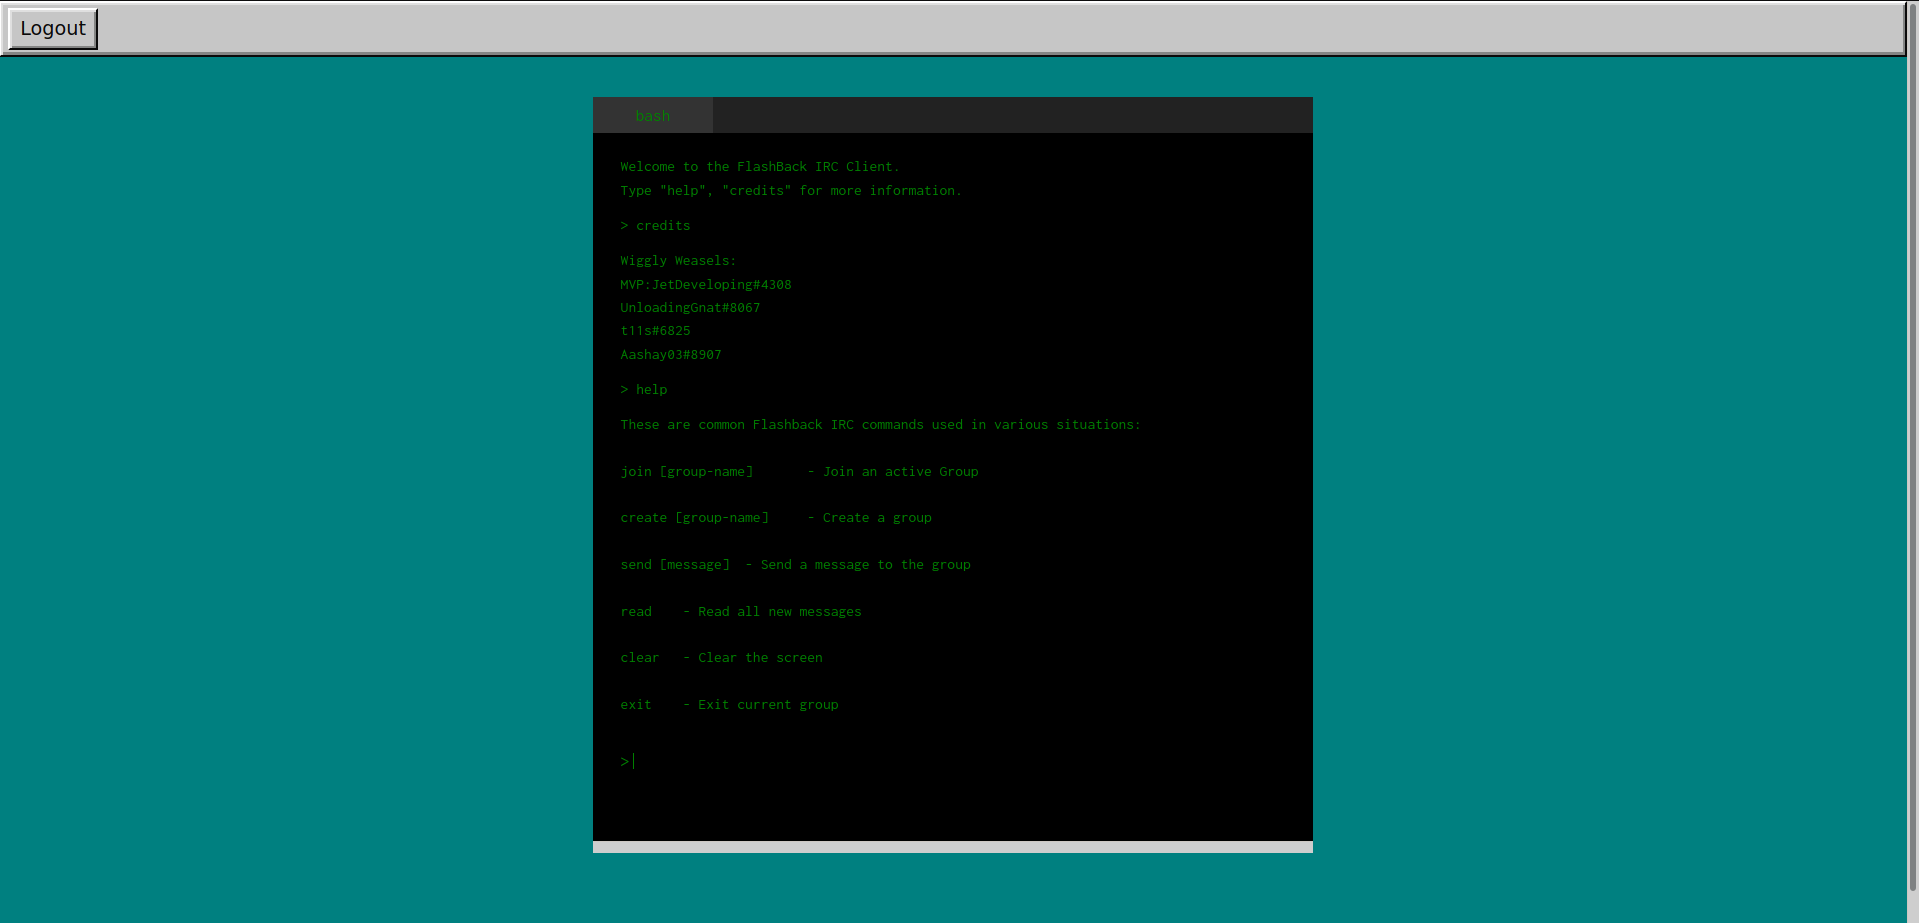 Logout
bash
Welcome to the FlashBack IRC Client.
Type "help", "credits" for more information.
> credits
Wiggly Weasels:
MVP:JetDeveloping#4308
UnloadingGnat#8067
t11s#6825
Aashay03#8907
> help
These are common Flashback IRC commands used in various situations:
join [group-name]       - Join an active Group
create [group-name]     - Create a group
send [message]  - Send a message to the group
read    - Read all new messages
clear   - Clear the screen
exit    - Exit current group
>